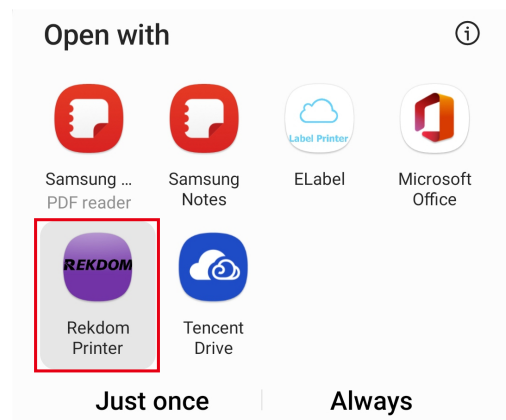 Open with
Label Printer
Samsung ...
PDF reader
Samsung
Notes
ELabel
Microsoft
Office
REKDOM
Rekdom
Printer
Tencent
Drive
Just once
Always